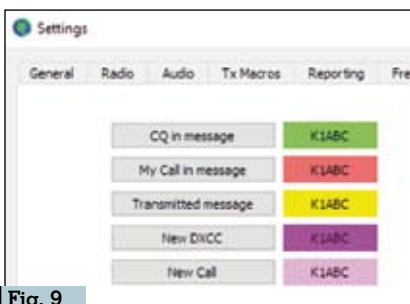 Settings
General Radio Audio Tx Macros Reporting Fre
CQ in message K1ABC
My Call in message K1ABC
Transmitted message K1ABC
New DXCC K1ABC
New Call K1ABC
Fig. 9